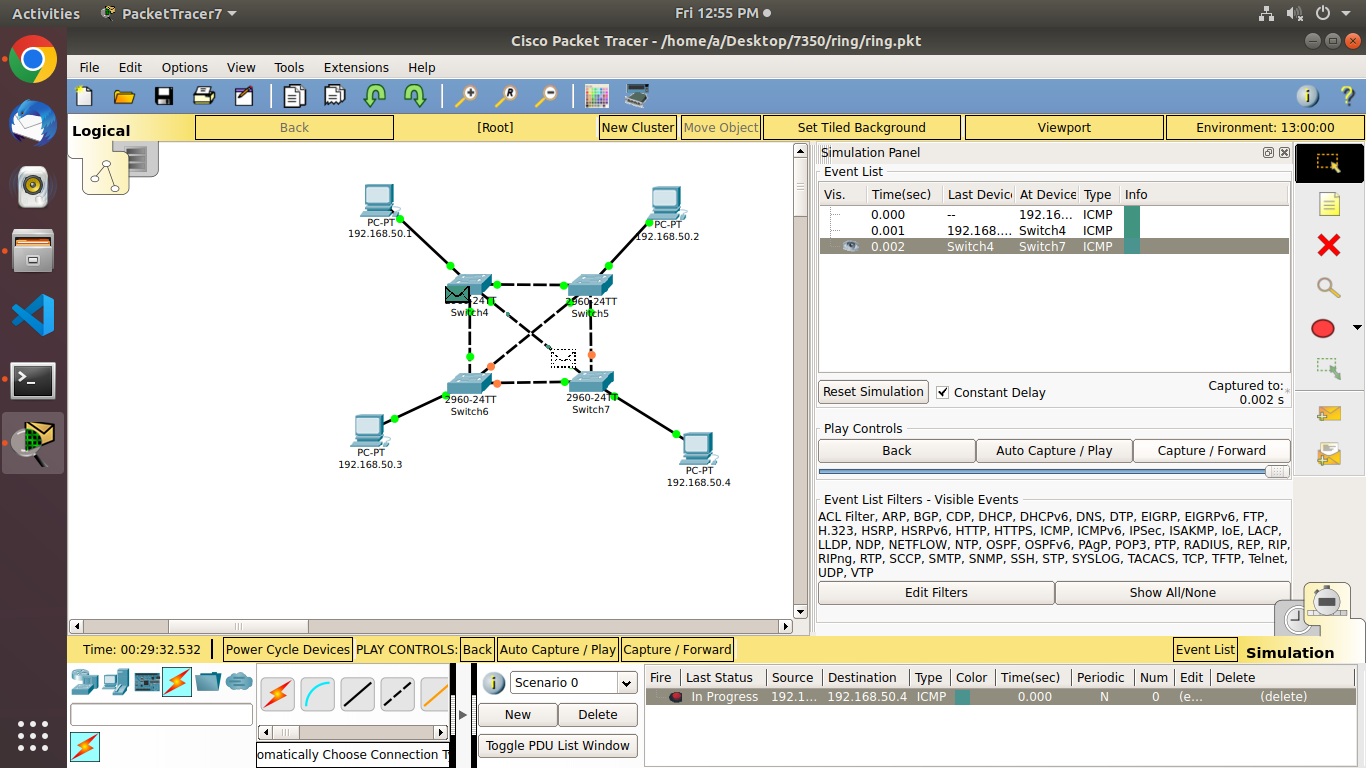 Activities
PacketTracer7
Fri 12:55 PM
Cisco Packet Tracer - /home/a/Desktop/7350/ring/ring.pkt
File Edit Options View Tools Extensions Help
Logical
Back
[Root]
New Cluster
Move Object
Set Tiled Background
Viewport
Environment: 13:00:00
PC-PT
192.168.50.1
PC-PT
192.168.50.2
-24TT
Switch4
2960-24TT
Switch5
2960-24TT
Switch6
2960-24TT
Switch7
PC-PT
192.168.50.3
PC-PT
192.168.50.4
Simulation Panel
Event List
Vis. Time(sec) Last Devic At Device Type Info
0.000 -- 192.16... ICMP
0.001 192.168.... Switch4 ICMP
0.002 Switch4 Switch7 ICMP
Reset Simulation
Constant Delay
Captured to:
0.002 s
Play Controls
Back
Auto Capture / Play
Capture / Forward
Event List Filters - Visible Events
ACL Filter, ARP, BGP, CDP, DHCP, DHCPv6, DNS, DTP, EIGRP, EIGRPv6, FTP,
H.323, HSRP, HSRPv6, HTTP, HTTPS, ICMP, ICMPv6, IPSec, ISAKMP, IoE, LACP,
LLDP, NDP, NETFLOW, NTP, OSPF, OSPFv6, PAgP, POP3, PTP, RADIUS, REP, RIP,
RIPng, RTP, SCCP, SMTP, SNMP, SSH, STP, SYSLOG, TACACS, TCP, TFTP, Telnet,
UDP, VTP
Edit Filters
Show All/None
Time: 00:29:32.532
Power Cycle Devices
PLAY CONTROLS:
Back
Auto Capture / Play
Capture / Forward
Event List
Simulation
omatically Choose Connection T
Scenario 0
New
Delete
Toggle PDU List Window
Fire Last Status Source Destination Type Color Time(sec) Periodic Num Edit Delete
In Progress 192.1... 192.168.50.4 ICMP 0.000 N 0 (e... (delete)